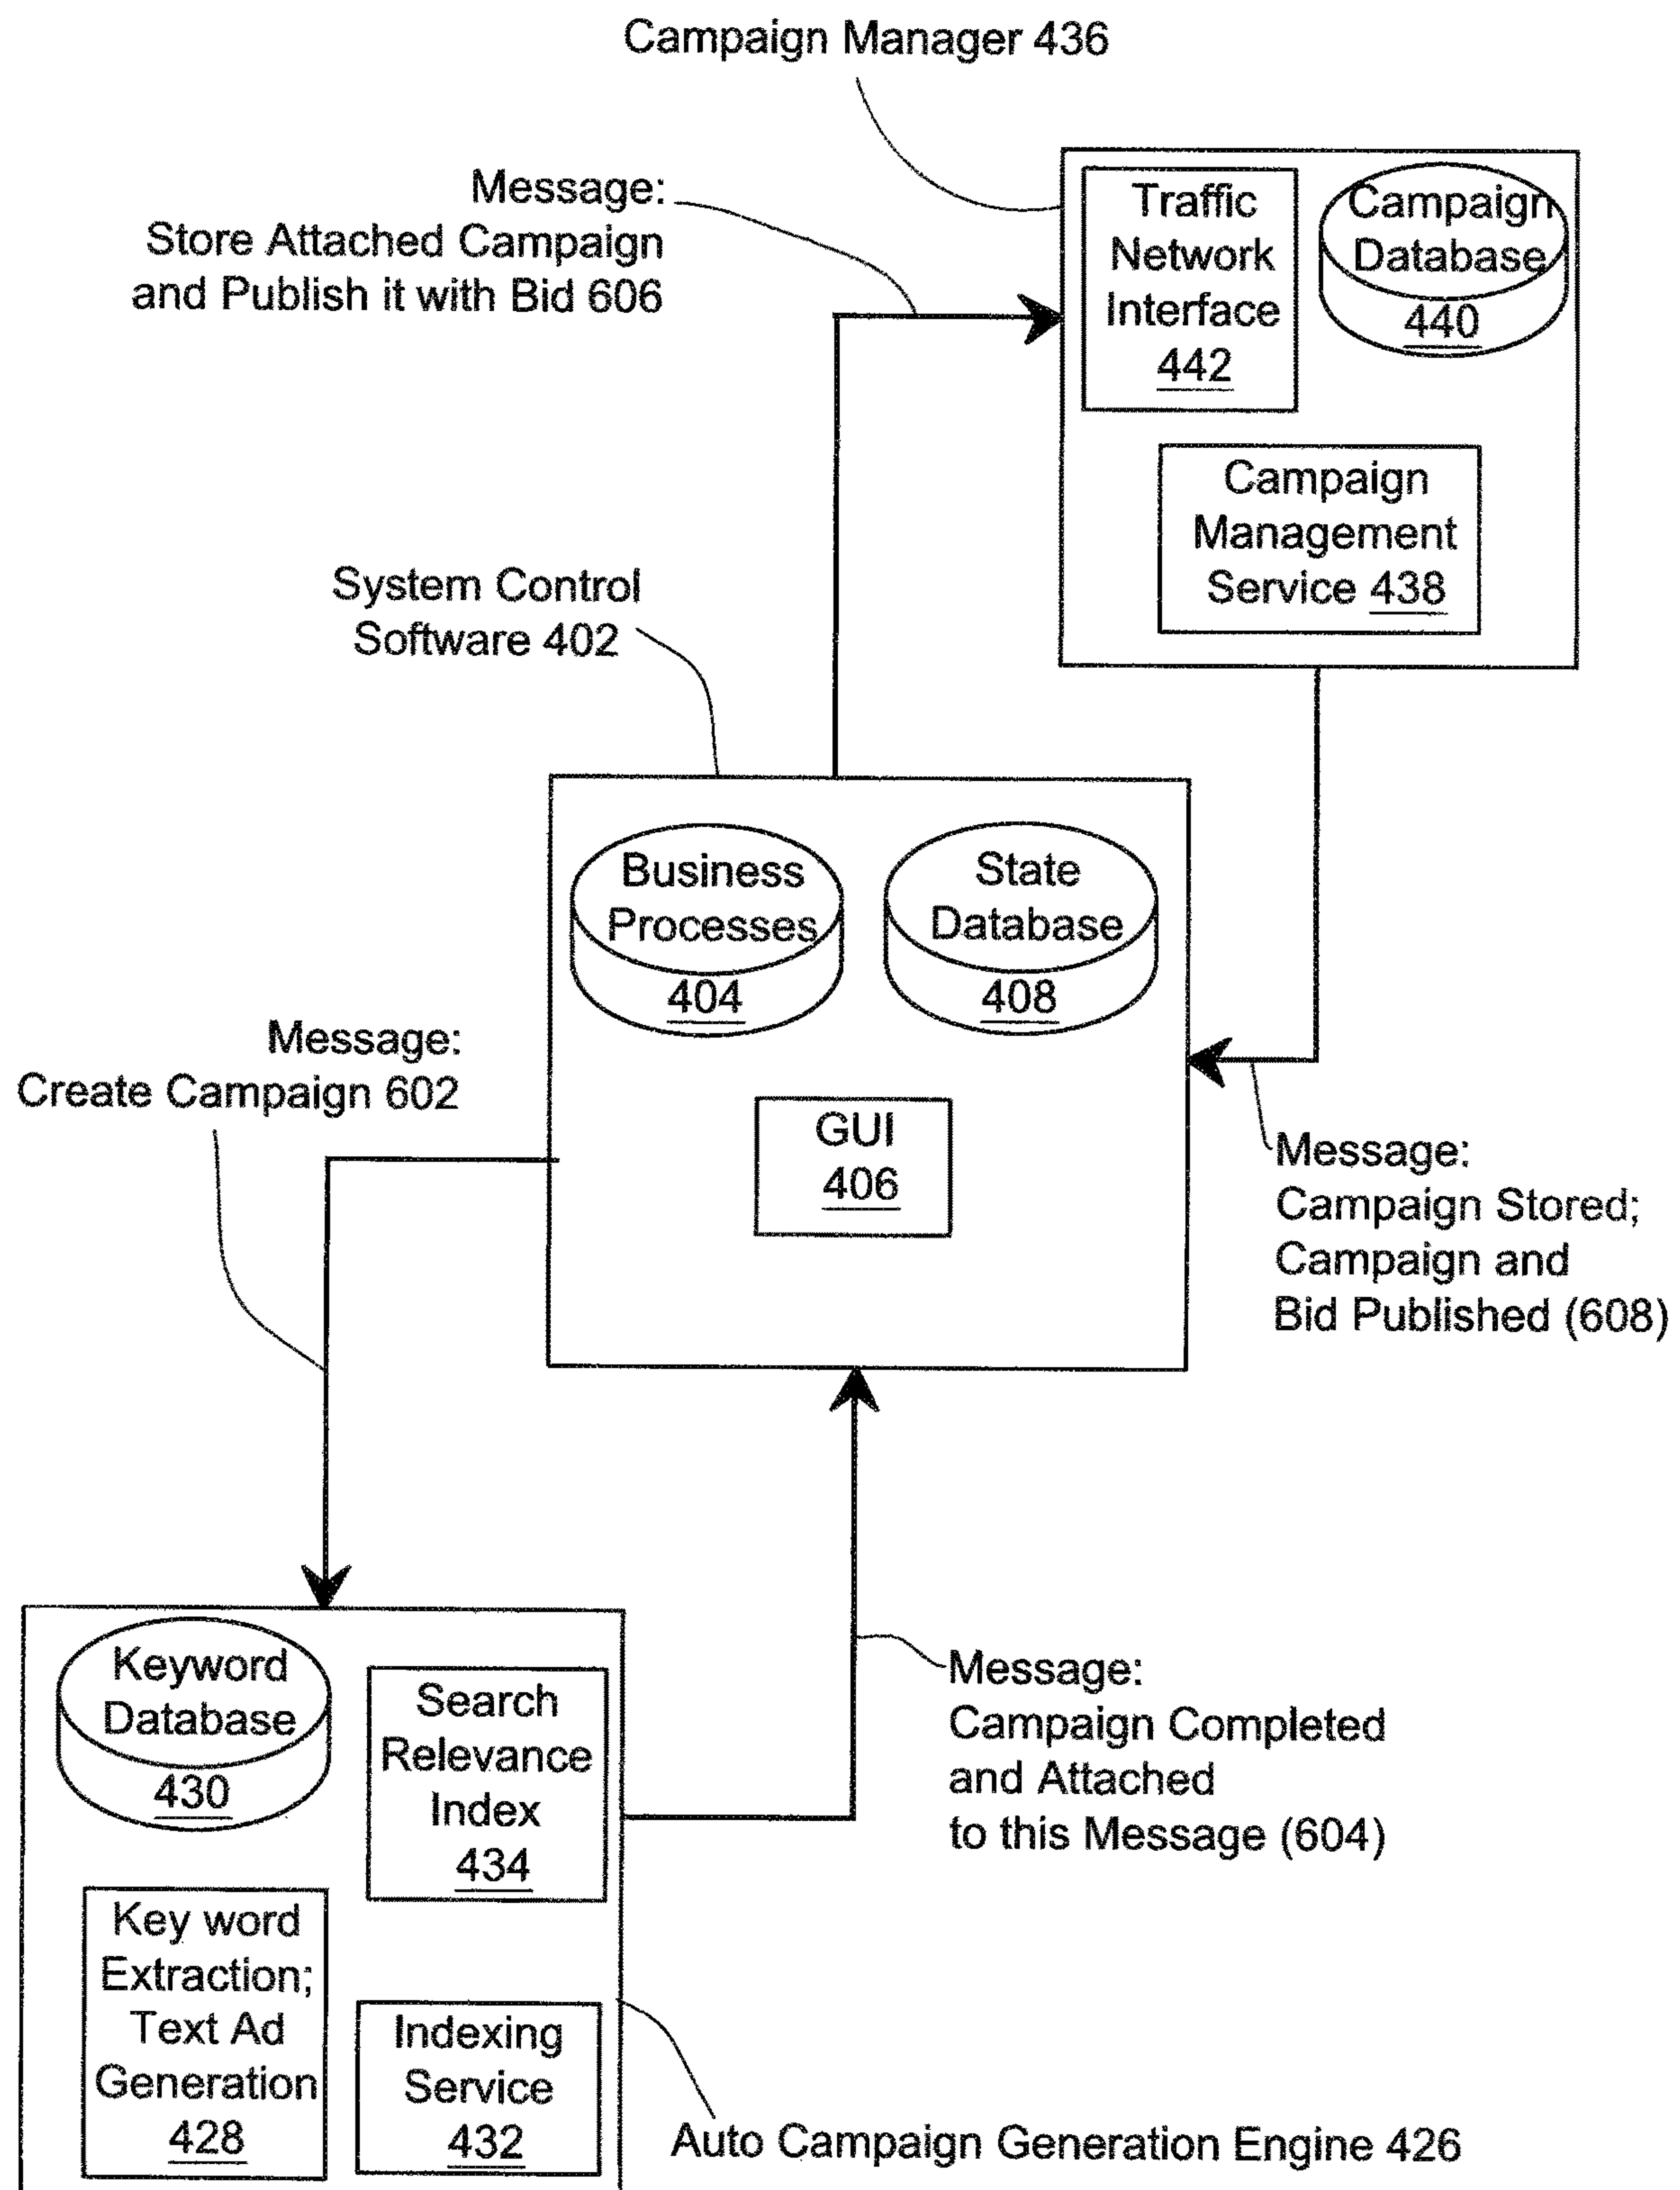 Campaign Manager 436
Message:
Store Attached Campaign
and Publish it with Bid 606
Traffic
Network
Interface
442
Campaign
Database
440
Campaign
Management
Service 438
System Control
Software 402
Business
Processes
404
State
Database
408
GUI
406
Message:
Create Campaign 602
Message:
Campaign Stored;
Campaign and
Bid Published (608)
Keyword
Database
430
Search
Relevance
Index
434
Message:
Campaign Completed
and Attached
to this Message (604)
Key word
Extraction;
Text Ad
Generation
428
Indexing
Service
432
Auto Campaign Generation Engine 426